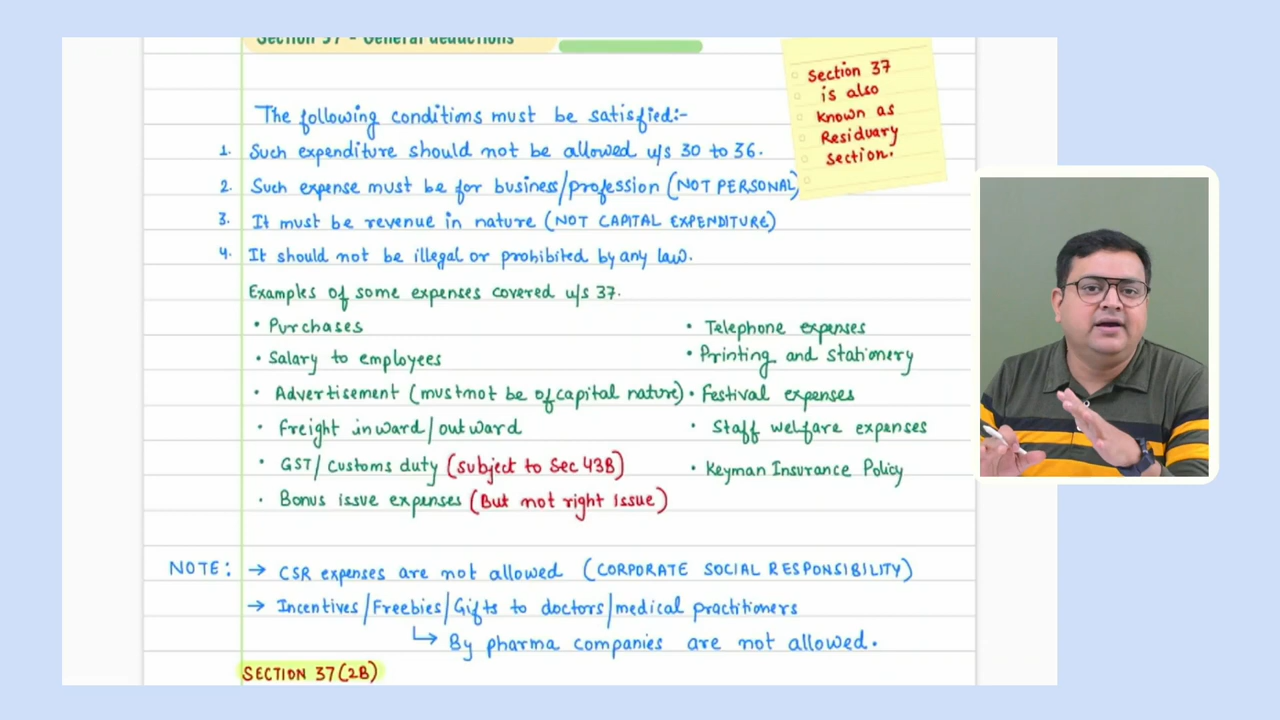 Section 37 - General deductions
Section 37
is also
known as
Residuary
Section.
The following conditions must be satisfied:-
1. Such expenditure should not be allowed u/s 30 to 36.
2. Such expense must be for business/profession (NOT PERSONAL)
3. It must be revenue in nature (NOT CAPITAL EXPENDITURE)
4. It should not be illegal or prohibited by any law.
Examples of some expenses covered u/s 37.
• Purchases
• Salary to employees
• Advertisement (must not be of capital nature)
• Freight inward/outward
• GST/customs duty (subject to Sec 43B)
• Bonus issue expenses (But not right issue)
• Telephone expenses
• Printing and stationery
• Festival expenses
• Staff welfare expenses
• Keyman Insurance Policy
NOTE: → CSR expenses are not allowed (CORPORATE SOCIAL RESPONSIBILITY)
→ Incentives/Freebies/Gifts to doctors/medical practitioners
↳ By pharma companies are not allowed.
SECTION 37(2B)